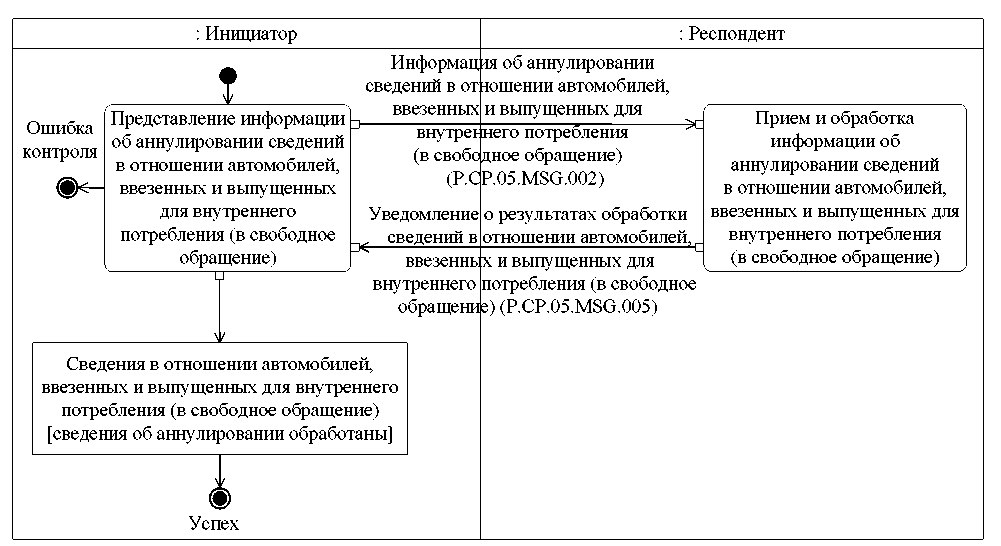 : Инициатор
: Респондент
Ошибка
контроля
Представление информации
об аннулировании сведений
в отношении автомобилей,
ввезенных и выпущенных
для внутреннего
потребления (в свободное
обращение)
Информация об аннулировании
сведений в отношении автомобилей,
ввезенных и выпущенных для
внутреннего потребления
(в свободное обращение)
(P.CP.05.MSG.002)
Прием и обработка
информации об
аннулировании сведений
в отношении автомобилей,
ввезенных и выпущенных для
внутреннего потребления
(в свободное обращение)
Уведомление о результатах обработки
сведений в отношении автомобилей,
ввезенных и выпущенных для
внутреннего потребления (в свободное
обращение) (P.CP.05.MSG.005)
Сведения в отношении автомобилей,
ввезенных и выпущенных для внутреннего
потребления (в свободное обращение)
[сведения об аннулировании обработаны]
Успех